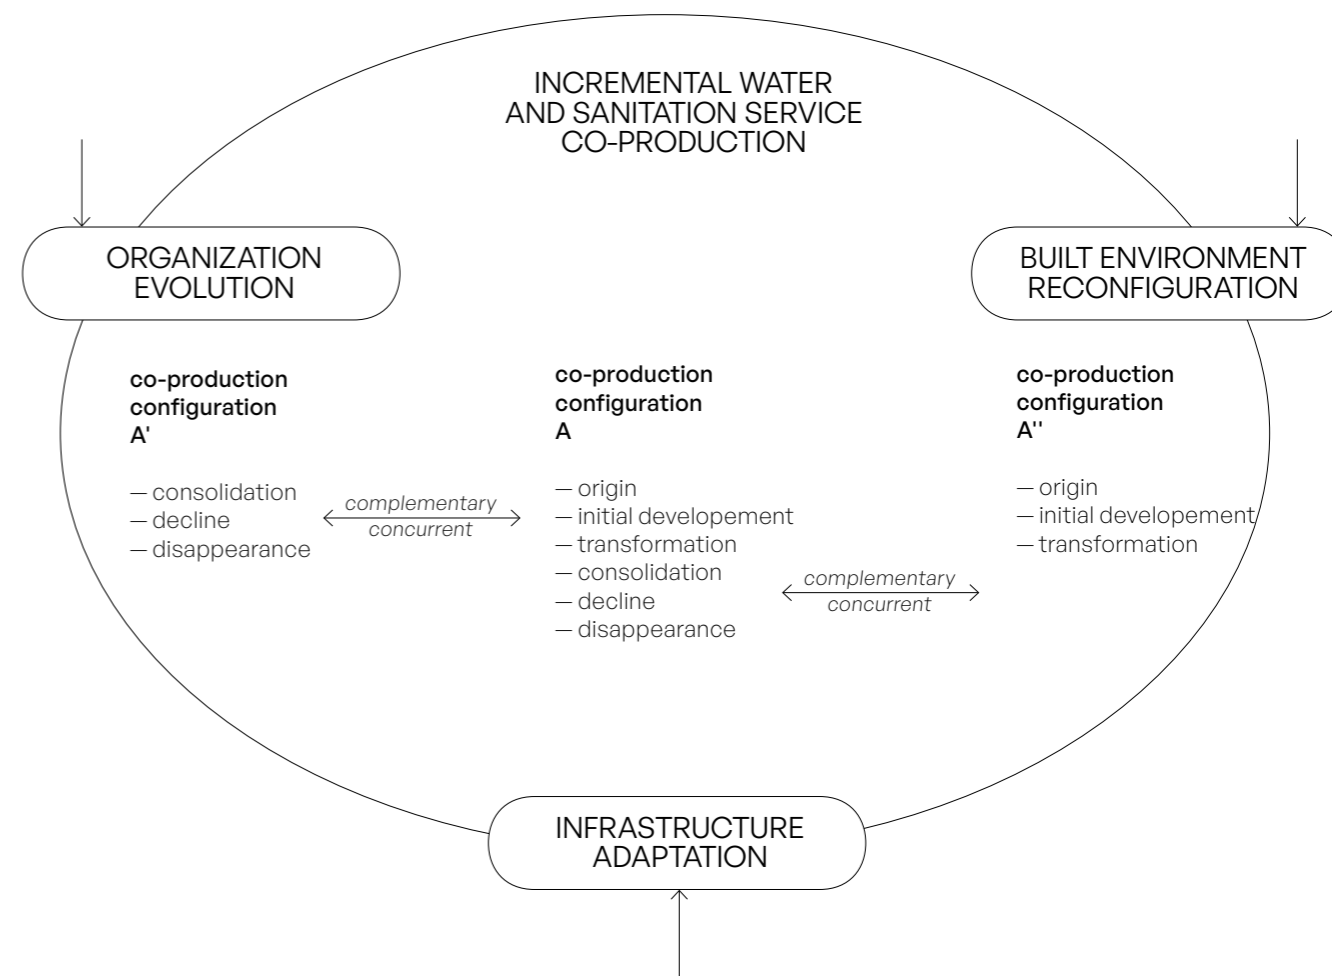 INCREMENTAL WATER
AND SANITATION SERVICE
CO-PRODUCTION
ORGANIZATION
EVOLUTION
BUILT ENVIRONMENT
RECONFIGURATION
co-production
configuration
A'
— consolidation
— decline
— disappearance
complementary
concurrent
co-production
configuration
A
— origin
— initial developement
— transformation
— consolidation
— decline
— disappearance
complementary
concurrent
co-production
configuration
A''
— origin
— initial developement
— transformation
INFRASTRUCTURE
ADAPTATION